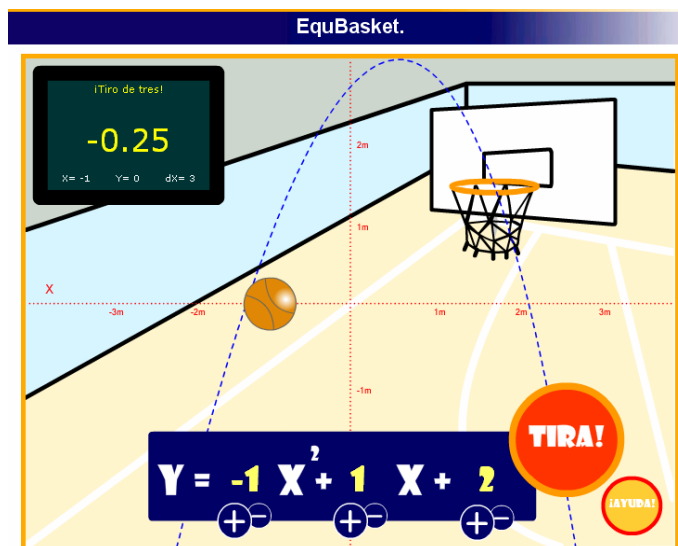 EquBasket.
¡Tiro de tres!
-0.25
X= -1 Y= 0 dX= 3
2m
1m
X
-3m -2m 1m 2m 3m
-1m
TIRA!
Y = -1 X² + 1 X + 2
¡AYUDA!